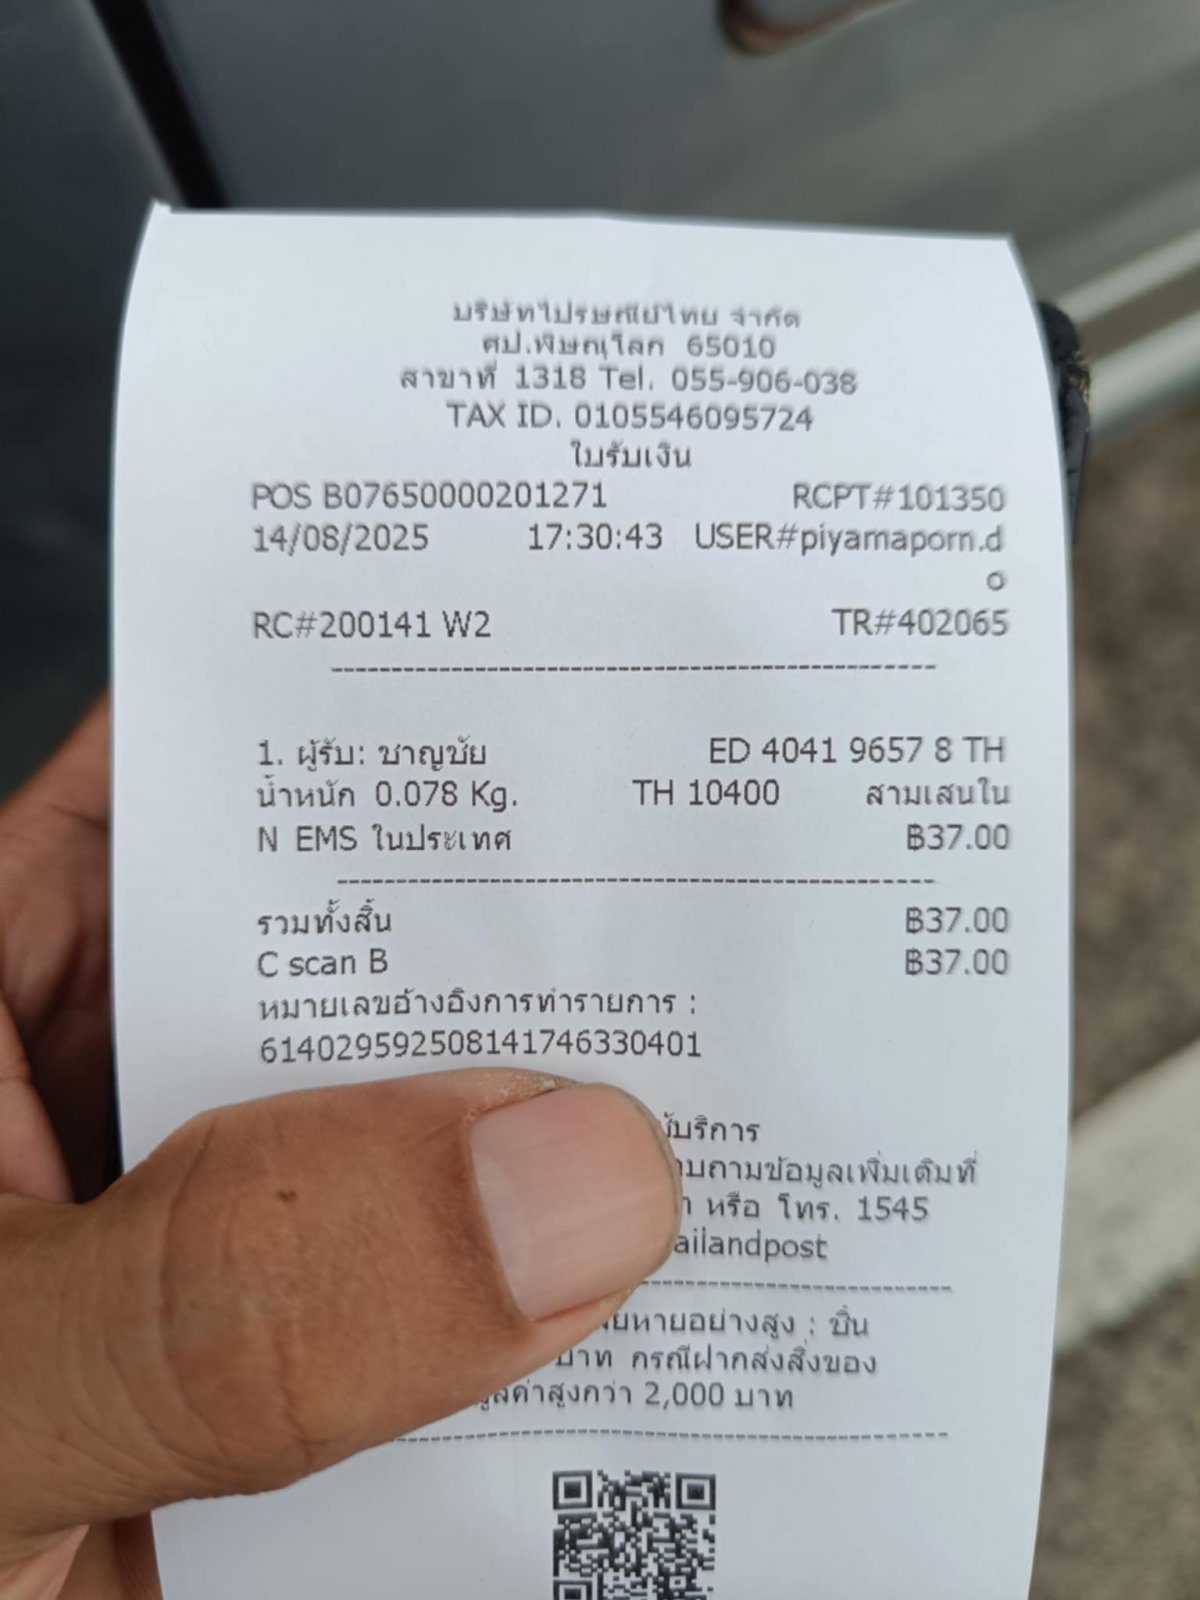 บริษัทไปรษณีย์ไทย จำกัด
ศป.พิษณุโลก 65010
สาขาที่ 1318 Tel. 055-906-038
TAX ID. 0105546095724
ใบรับเงิน
POS B07650000201271 RCPT#101350
14/08/2025 17:30:43 USER#piyamaporn.d
o
RC#200141 W2 TR#402065
1. ผู้รับ: ชาญชัย ED 4041 9657 8 TH
น้ำหนัก 0.078 Kg. TH 10400 สามเสนใน
N EMS ในประเทศ ฿37.00
รวมทั้งสิ้น ฿37.00
C scan B ฿37.00
หมายเลขอ้างอิงการทำรายการ :
614029592508141746330401
บริการ
ถามข้อมูลเพิ่มเติมที่
หรือ โทร. 1545
ailandpost
หายอย่างสูง : ชิ้น
บาท กรณีฝากส่งสิ่งของ
มูลค่าสูงกว่า 2,000 บาท